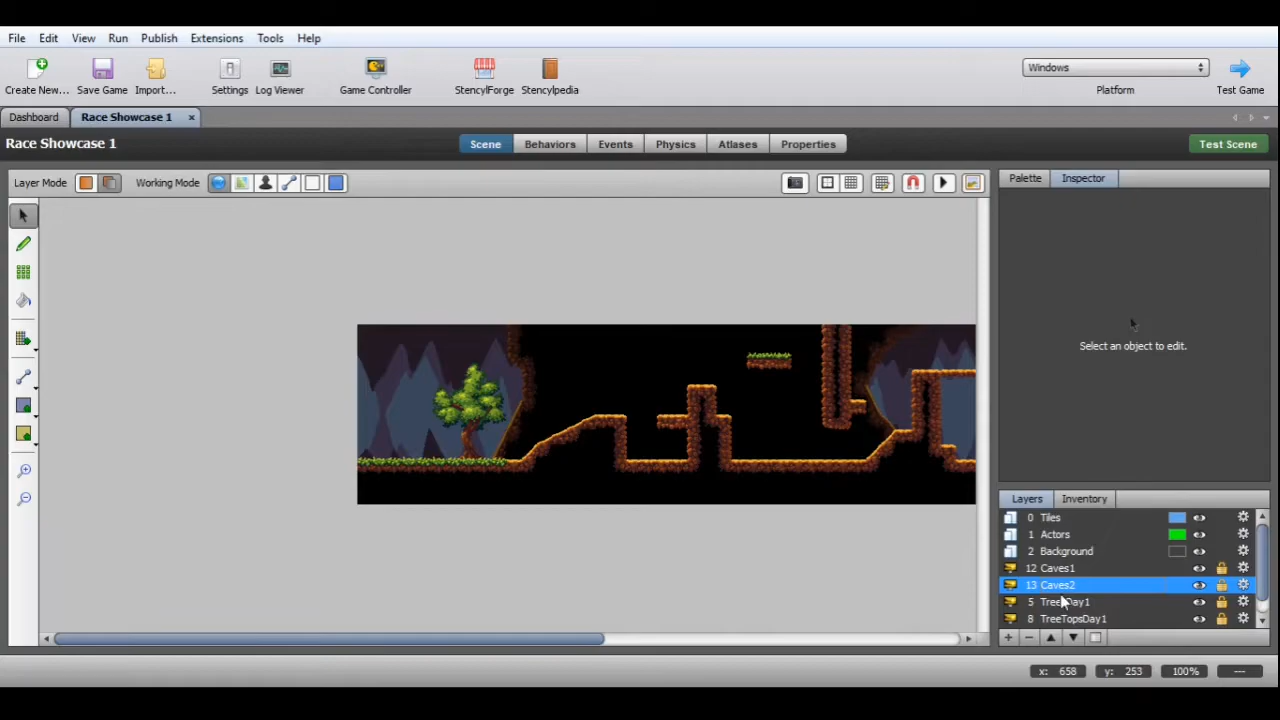 File Edit View Run Publish Extensions Tools Help
Create New... Save Game Import... Settings Log Viewer Game Controller StencylForge Stencylpedia Windows Platform Test Game
Dashboard Race Showcase 1
Race Showcase 1 Scene Behaviors Events Physics Atlases Properties Test Scene
Layer Mode Working Mode Palette Inspector
Select an object to edit.
Layers Inventory
0 Tiles
1 Actors
2 Background
12 Caves1
13 Caves2
5 TreeDay1
8 TreeTopsDay1
x: 658 y: 253 100% ---